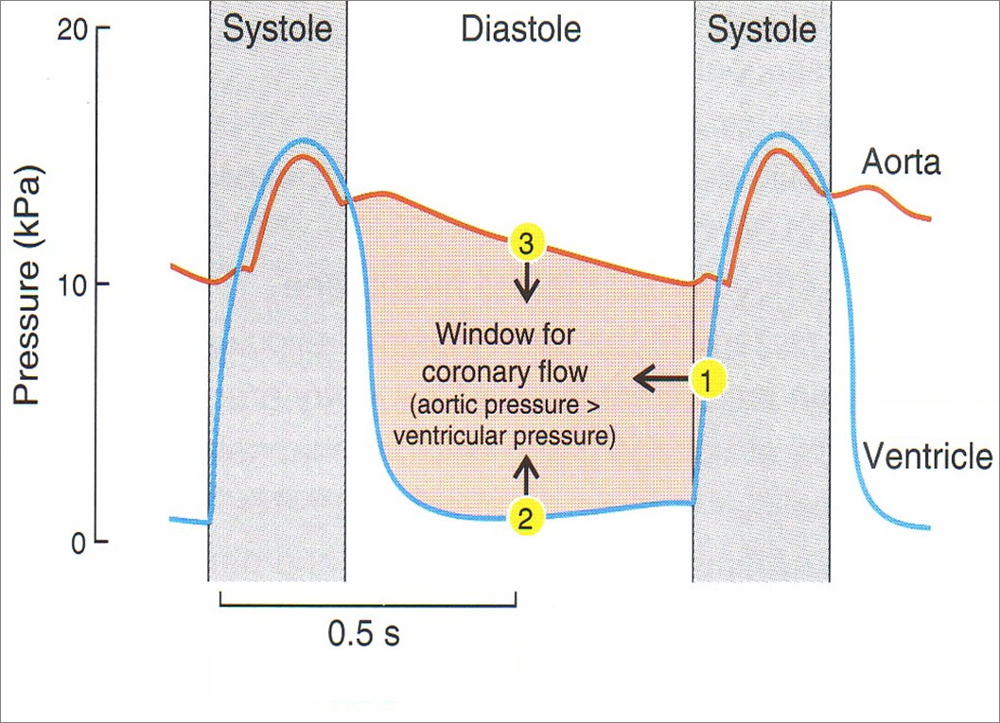 Systole
Diastole
Systole
20
10
0
Pressure (kPa)
Aorta
3
Window for
coronary flow
(aortic pressure >
ventricular pressure)
1
2
Ventricle
0.5 s